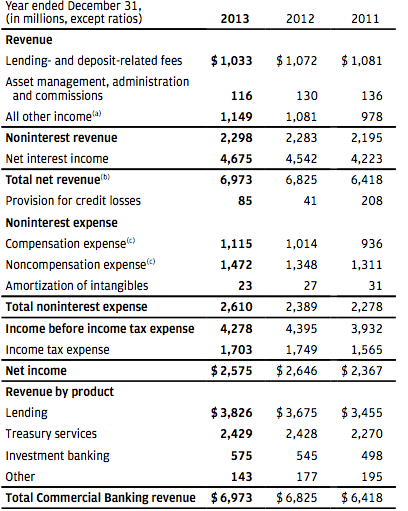 Year ended December 31,
(in millions, except ratios) 2013 2012 2011
Revenue
Lending- and deposit-related fees $ 1,033 $ 1,072 $ 1,081
Asset management, administration
and commissions 116 130 136
All other income(a) 1,149 1,081 978
Noninterest revenue 2,298 2,283 2,195
Net interest income 4,675 4,542 4,223
Total net revenue(b) 6,973 6,825 6,418
Provision for credit losses 85 41 208
Noninterest expense
Compensation expense(c) 1,115 1,014 936
Noncompensation expense(c) 1,472 1,348 1,311
Amortization of intangibles 23 27 31
Total noninterest expense 2,610 2,389 2,278
Income before income tax expense 4,278 4,395 3,932
Income tax expense 1,703 1,749 1,565
Net income $ 2,575 $ 2,646 $ 2,367
Revenue by product
Lending $ 3,826 $ 3,675 $ 3,455
Treasury services 2,429 2,428 2,270
Investment banking 575 545 498
Other 143 177 195
Total Commercial Banking revenue $ 6,973 $ 6,825 $ 6,418